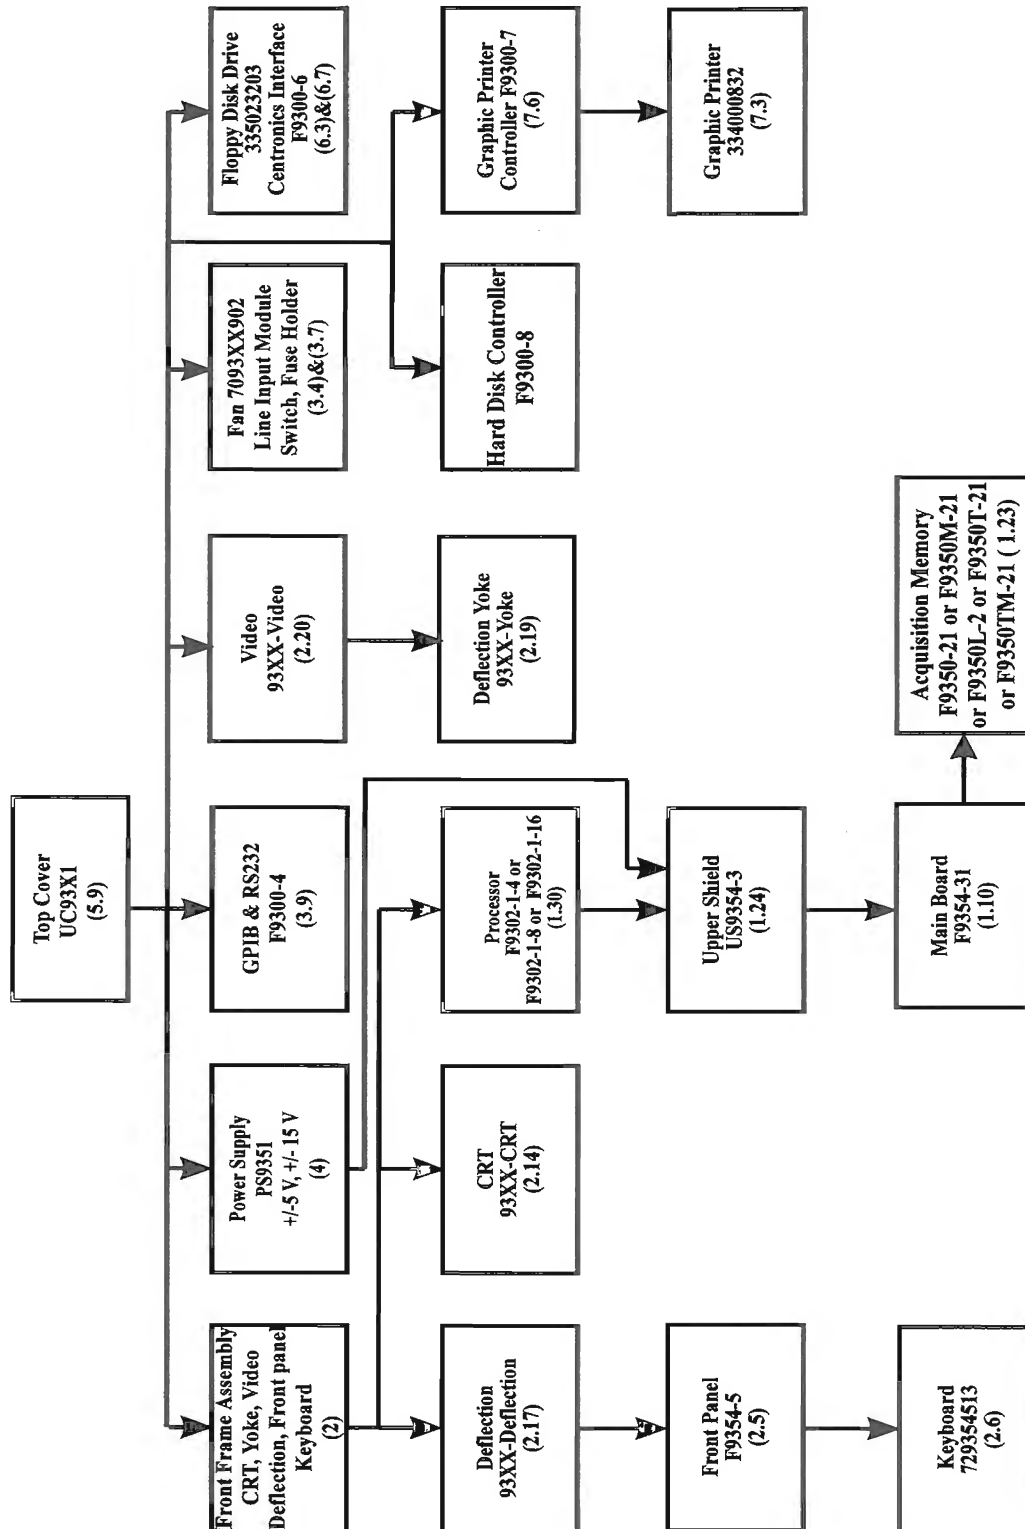 Top Cover
UC93X1
(5.9)
Front Frame Assembly
CRT, Yoke, Video
Deflection, Front panel
Keyboard
(2)
Power Supply
PS9351
+/-5 V, +/- 15 V
(4)
GPIB & RS232
F9300-4
(3.9)
Video
93XX-Video
(2.20)
Fan 7093XX902
Line Input Module
Switch, Fuse Holder
(3.4)&(3.7)
Floppy Disk Drive
335023203
Centronics Interface
F9300-6
(6.3)&(6.7)
Deflection
93XX-Deflection
(2.17)
CRT
93XX-CRT
(2.14)
Processor
F9302-1-4 or
F9302-1-8 or F9302-1-16
(1.30)
Deflection Yoke
93XX-Yoke
(2.19)
Hard Disk Controller
F9300-8
Graphic Printer
Controller F9300-7
(7.6)
Front Panel
F9354-5
(2.5)
Upper Shield
US9354-3
(1.24)
Graphic Printer
334000832
(7.3)
Keyboard
729354513
(2.6)
Main Board
F9354-31
(1.10)
Acquisition Memory
F9350-21 or F9350M-21
or F9350L-2 or F9350T-21
or F9350TM-21 ( 1.23)